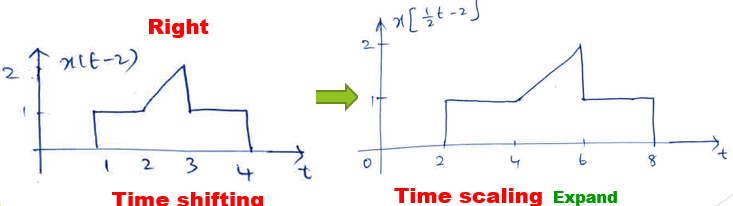 Right
x(t-2)
2
1
1 2 3 4 t
Time shifting
x[½t-2]
2
1
0 2 4 6 8 t
Time scaling Expand